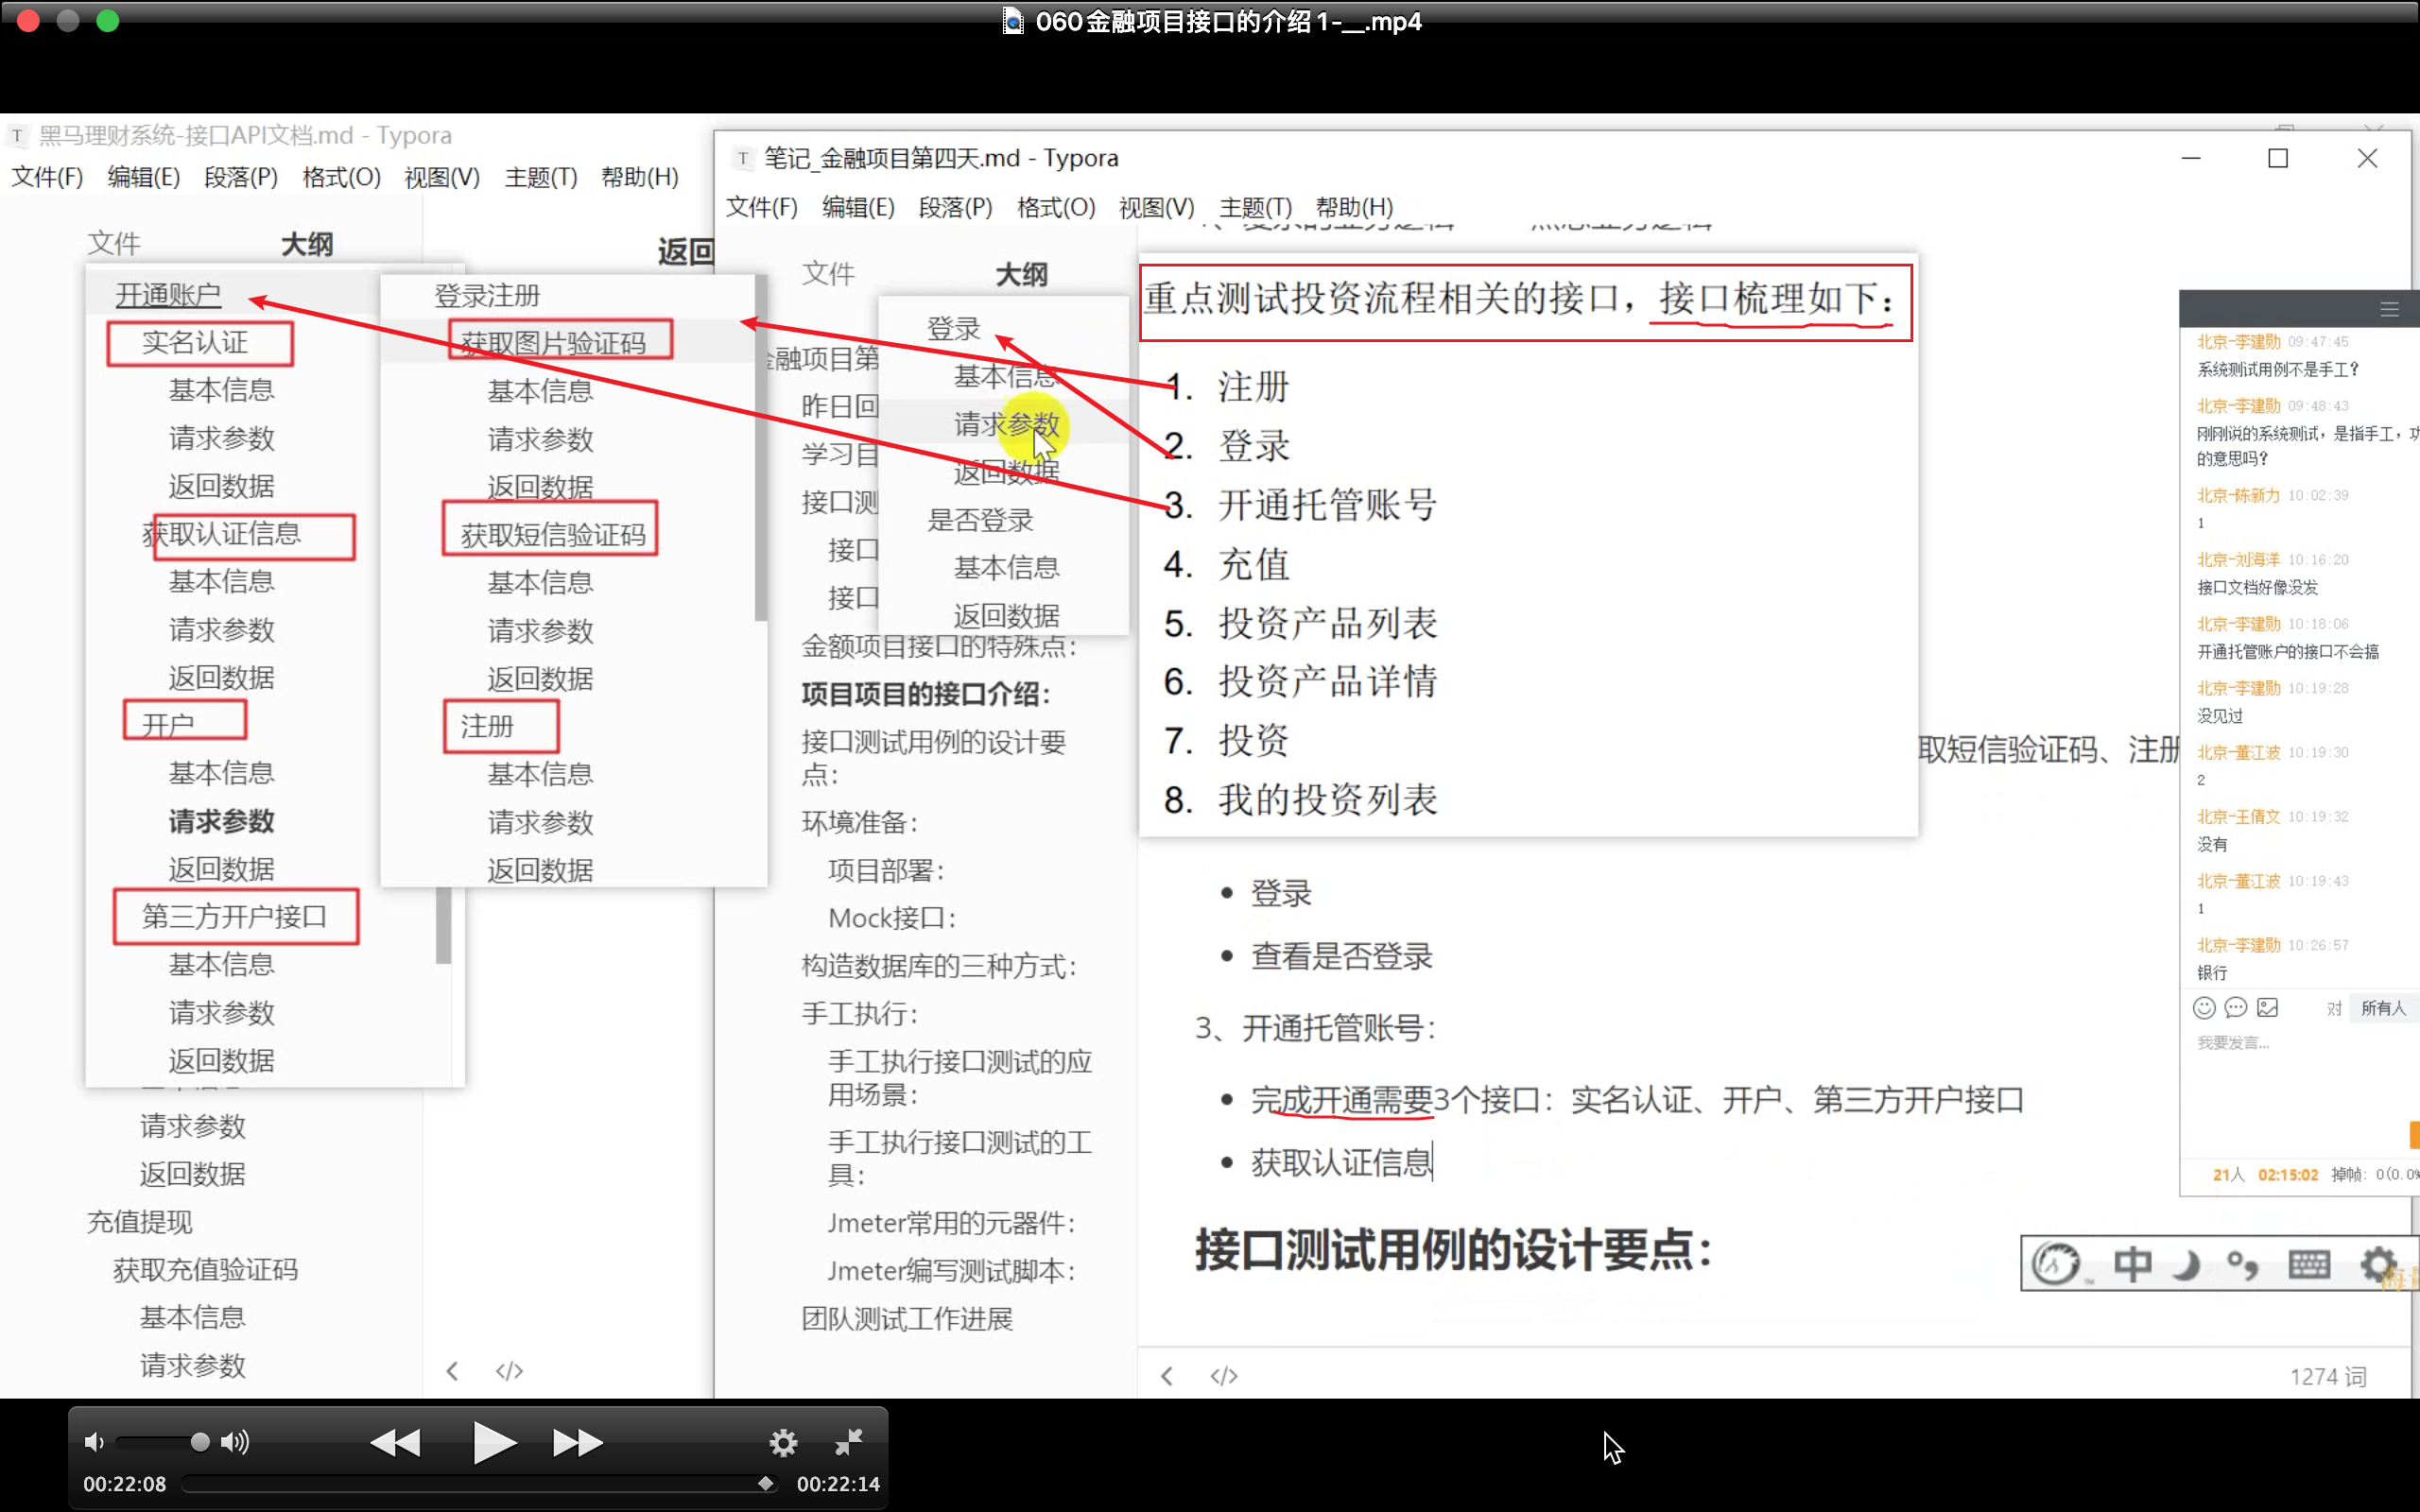 060金融项目接口的介绍1-__.mp4
黑马理财系统-接口API文档.md - Typora
文件(F) 编辑(E) 段落(P) 格式(O) 视图(V) 主题(T) 帮助(H)
文件 大纲
返回
开通账户
实名认证
基本信息
请求参数
返回数据
获取认证信息
基本信息
请求参数
返回数据
开户
基本信息
请求参数
返回数据
第三方开户接口
基本信息
请求参数
返回数据
请求参数
返回数据
充值提现
获取充值验证码
基本信息
请求参数
登录注册
获取图片验证码
基本信息
请求参数
返回数据
获取短信验证码
基本信息
请求参数
返回数据
注册
基本信息
请求参数
返回数据
笔记_金融项目第四天.md - Typora
文件(F) 编辑(E) 段落(P) 格式(O) 视图(V) 主题(T) 帮助(H)
文件 大纲
登录
基本信息
请求参数
返回数据
是否登录
基本信息
返回数据
金融项目第
昨日回
学习目
接口测
接口
接口
金额项目接口的特殊点：
项目项目的接口介绍：
接口测试用例的设计要
点：
环境准备：
项目部署：
Mock接口：
构造数据库的三种方式：
手工执行：
手工执行接口测试的应
用场景：
手工执行接口测试的工
具：
Jmeter常用的元器件：
Jmeter编写测试脚本：
团队测试工作进展
重点测试投资流程相关的接口，接口梳理如下：
1. 注册
2. 登录
3. 开通托管账号
4. 充值
5. 投资产品列表
6. 投资产品详情
7. 投资
8. 我的投资列表
取短信验证码、注册
登录
查看是否登录
3、开通托管账号：
完成开通需要3个接口：实名认证、开户、第三方开户接口
获取认证信息
接口测试用例的设计要点：
1274 词
北京-李建勋 09:47:45
系统测试用例不是手工？
北京-李建勋 09:48:43
刚刚说的系统测试，是指手工，功
的意思吗？
北京-陈新力 10:02:39
1
北京-刘海洋 10:16:20
接口文档好像没发
北京-李建勋 10:18:06
开通托管账户的接口不会搞
北京-李建勋 10:19:28
没见过
北京-董江波 10:19:30
2
北京-王倩文 10:19:32
没有
北京-董江波 10:19:43
1
北京-李建勋 10:26:57
银行
对 所有人
我要发言...
21人 02:15:02 掉帧：0(0.0%
中
00:22:08 00:22:14